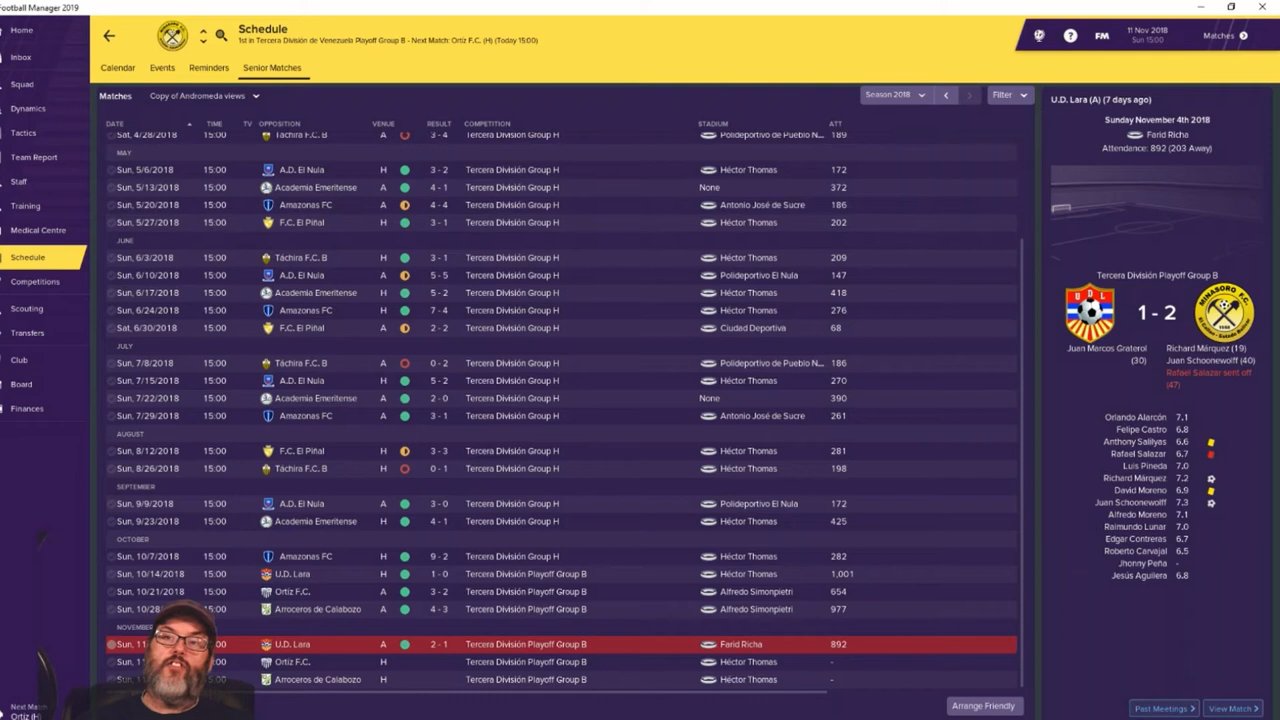 Football Manager 2019
Home
Inbox
Squad
Dynamics
Tactics
Team Report
Staff
Training
Medical Centre
Schedule
Competitions
Scouting
Transfers
Club
Board
Finances
Next Match
Ortíz (H)
Schedule
1st in Tercera División de Venezuela Playoff Group B - Next Match: Ortíz F.C. (H) (Today 15:00)
FM
11 Nov 2018
Sun 15:00
Matches
Calendar Events Reminders Senior Matches
Matches Copy of Andromeda views Season 2018 Filter
DATE TIME TV OPPOSITION VENUE RESULT COMPETITION STADIUM ATT
Sat, 4/28/2018 15:00 Táchira F.C. B A 3 - 4 Tercera División Group H Polideportivo de Pueblo N... 189
MAY
Sun, 5/6/2018 15:00 A.D. El Nula H 3 - 2 Tercera División Group H Héctor Thomas 172
Sun, 5/13/2018 15:00 Academia Emeritense A 4 - 1 Tercera División Group H None 372
Sun, 5/20/2018 15:00 Amazonas FC A 4 - 4 Tercera División Group H Antonio José de Sucre 186
Sun, 5/27/2018 15:00 F.C. El Piñal H 3 - 1 Tercera División Group H Héctor Thomas 202
JUNE
Sun, 6/3/2018 15:00 Táchira F.C. B H 3 - 1 Tercera División Group H Héctor Thomas 209
Sun, 6/10/2018 15:00 A.D. El Nula A 5 - 5 Tercera División Group H Polideportivo El Nula 147
Sun, 6/17/2018 15:00 Academia Emeritense H 5 - 2 Tercera División Group H Héctor Thomas 418
Sun, 6/24/2018 15:00 Amazonas FC H 7 - 4 Tercera División Group H Héctor Thomas 276
Sat, 6/30/2018 15:00 F.C. El Piñal A 2 - 2 Tercera División Group H Ciudad Deportiva 68
JULY
Sun, 7/8/2018 15:00 Táchira F.C. B A 0 - 2 Tercera División Group H Polideportivo de Pueblo N... 186
Sun, 7/15/2018 15:00 A.D. El Nula H 5 - 2 Tercera División Group H Héctor Thomas 270
Sun, 7/22/2018 15:00 Academia Emeritense A 2 - 0 Tercera División Group H None 390
Sun, 7/29/2018 15:00 Amazonas FC A 3 - 1 Tercera División Group H Antonio José de Sucre 261
AUGUST
Sun, 8/12/2018 15:00 F.C. El Piñal H 3 - 3 Tercera División Group H Héctor Thomas 281
Sun, 8/26/2018 15:00 Táchira F.C. B H 0 - 1 Tercera División Group H Héctor Thomas 198
SEPTEMBER
Sun, 9/9/2018 15:00 A.D. El Nula A 3 - 0 Tercera División Group H Polideportivo El Nula 172
Sun, 9/23/2018 15:00 Academia Emeritense H 4 - 1 Tercera División Group H Héctor Thomas 425
OCTOBER
Sun, 10/7/2018 15:00 Amazonas FC H 9 - 2 Tercera División Group H Héctor Thomas 282
Sun, 10/14/2018 15:00 U.D. Lara H 1 - 0 Tercera División Playoff Group B Héctor Thomas 1,001
Sun, 10/21/2018 15:00 Ortíz F.C. A 3 - 2 Tercera División Playoff Group B Alfredo Simonpietri 654
Sun, 10/28 15:00 Arroceros de Calabozo A 4 - 3 Tercera División Playoff Group B Alfredo Simonpietri 977
NOVEMBER
Sun, 11 U.D. Lara A 2 - 1 Tercera División Playoff Group B Farid Richa 892
Sun, 11 Ortíz F.C. H Tercera División Playoff Group B Héctor Thomas -
Sun, 11 Arroceros de Calabozo H Tercera División Playoff Group B Héctor Thomas -
Arrange Friendly
U.D. Lara (A) (7 days ago)
Sunday November 4th 2018
Farid Richa
Attendance: 892 (203 Away)
Tercera División Playoff Group B
UDL
1 - 2
MINASORO F.C.
Juan Marcos Graterol
(30)
Richard Márquez (19)
Juan Schoonewolff (40)
Rafael Salazar sent off
(47)
Orlando Alarcón 7.1
Felipe Castro 6.8
Anthony Salilyas 6.6
Rafael Salazar 6.7
Luis Pineda 7.0
Richard Márquez 7.2
David Moreno 6.9
Juan Schoonewolff 7.3
Alfredo Moreno 7.1
Raimundo Lunar 7.0
Edgar Contreras 6.7
Roberto Carvajal 6.5
Jhonny Peña -
Jesús Aguilera 6.8
Past Meetings View Match